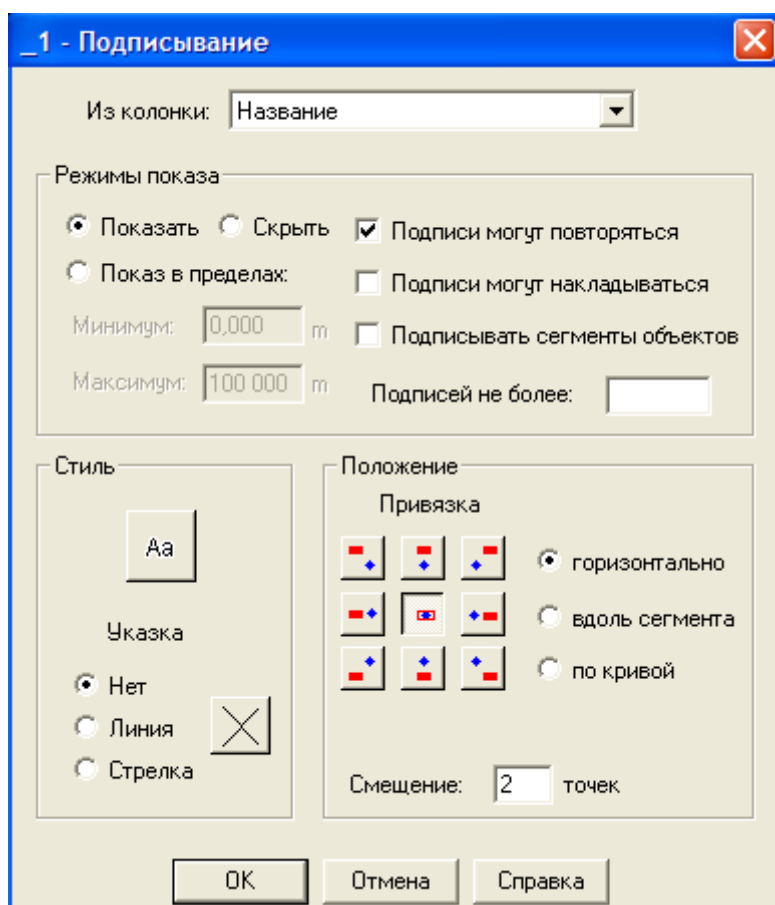 _1 - Подписывание
Из колонки: Название
Режимы показа
Показать Скрыть Подписи могут повторяться
Показ в пределах: Подписи могут накладываться
Минимум: 0,000 m Подписывать сегменты объектов
Максимум: 100 000 m Подписей не более:
Стиль
Положение
Привязка
Aa
горизонтально
Указка
вдоль сегмента
Нет
по кривой
Линия
Стрелка
Смещение: 2 точек
OK Отмена Справка